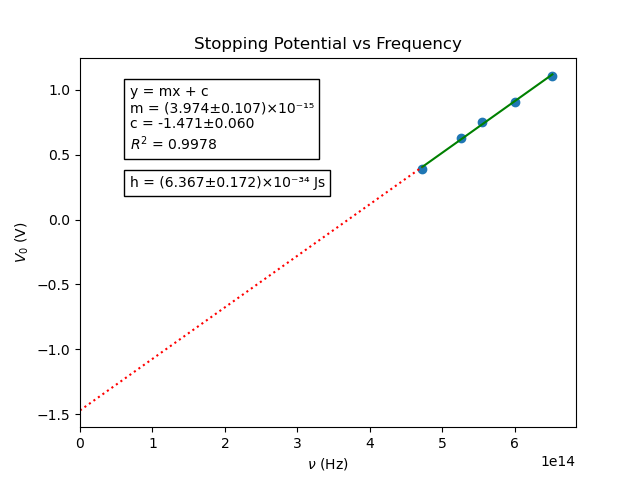 Stopping Potential vs Frequency
y = mx + c
m = (3.974±0.107)×10⁻¹⁵
c = -1.471±0.060
R² = 0.9978
h = (6.367±0.172)×10⁻³⁴ Js
V₀ (V)
1.0
0.5
0.0
−0.5
−1.0
−1.5
0 1 2 3 4 5 6
1e14
ν (Hz)